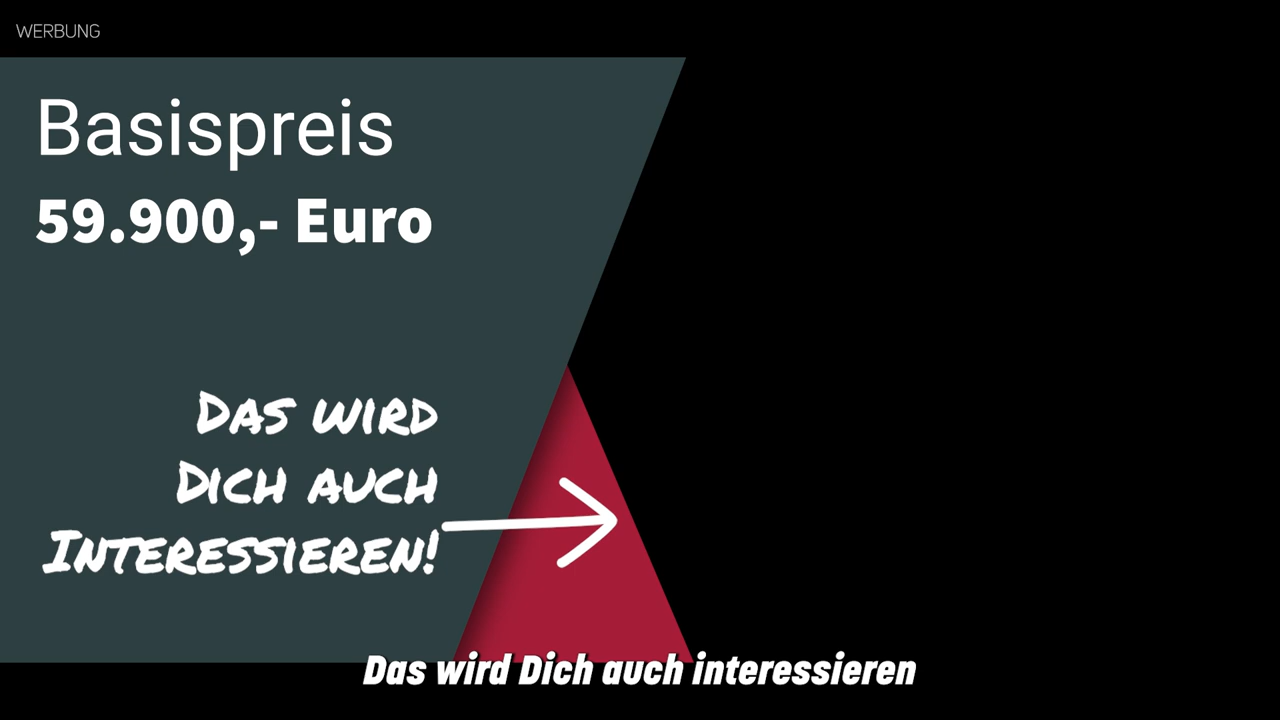 WERBUNG
Basispreis
59.900,- Euro
Das wird
Dich auch
Interessieren!
Das wird Dich auch interessieren